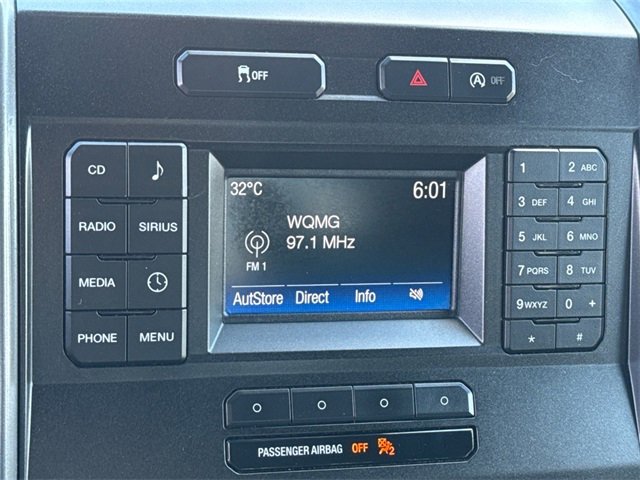 OFF
A OFF
CD
RADIO SIRIUS
MEDIA
PHONE MENU
32°C 6:01
WQMG
97.1 MHz
FM 1
AutStore Direct Info
1 2 ABC
3 DEF 4 GHI
5 JKL 6 MNO
7 PQRS 8 TUV
9 WXYZ 0 +
* #
PASSENGER AIRBAG OFF 2